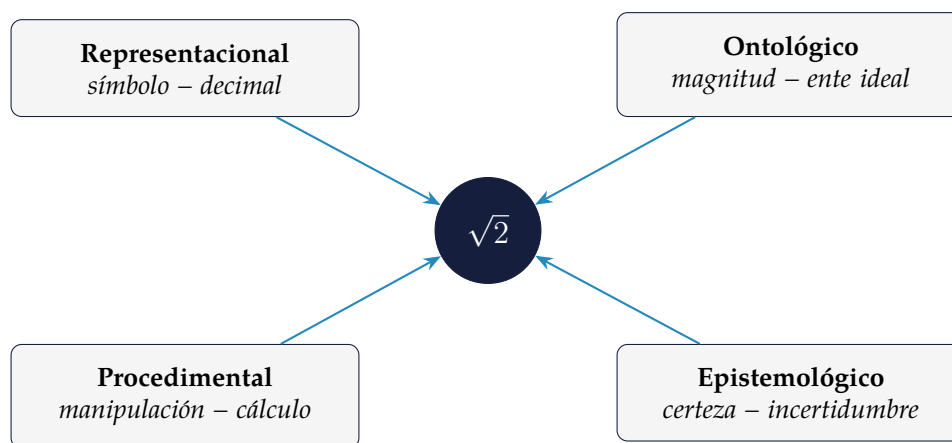 Representacional
símbolo – decimal
Ontológico
magnitud – ente ideal
√2
Procedimental
manipulación – cálculo
Epistemológico
certeza – incertidumbre